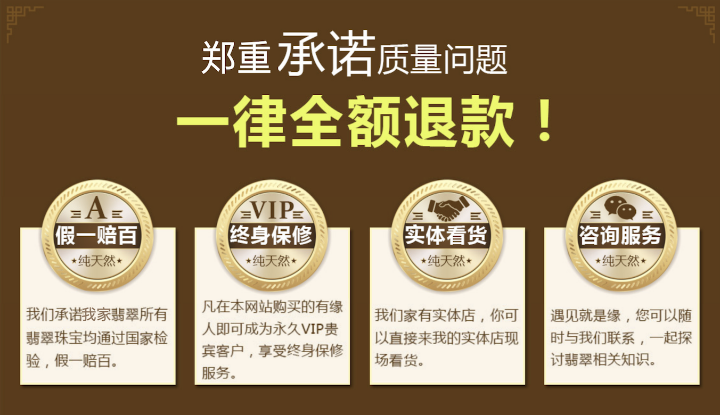 郑重承诺质量问题
一律全额退款！
A
假一赔百
★纯天然★
我们承诺我家翡翠所有
翡翠珠宝均通过国家检
验，假一赔百。
VIP
终身保修
★纯天然★
凡在本网站购买的有缘
人即可成为永久VIP贵
宾客户，享受终身保修
服务。
实体看货
★纯天然★
我们家有实体店，你可
以直接来我的实体店现
场看货。
咨询服务
★纯天然★
遇见就是缘，您可以随
时与我们联系，一起探
讨翡翠相关知识。